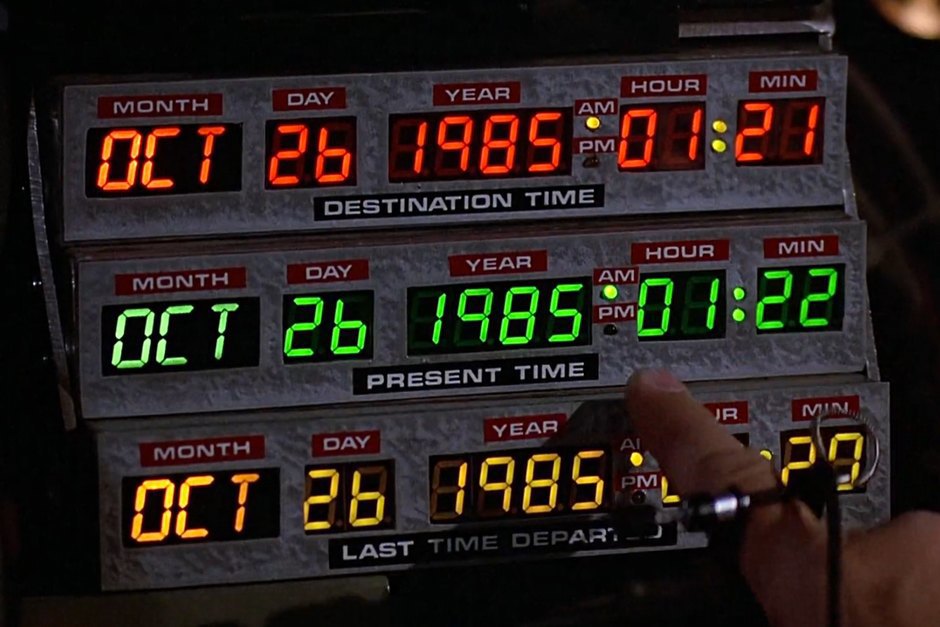 MONTH DAY YEAR AM HOUR MIN
OCT 26 1985 PM 01:21
DESTINATION TIME
MONTH DAY YEAR AM HOUR MIN
OCT 26 1985 PM 01:22
PRESENT TIME
MONTH DAY YEAR MIN
OCT 26 1985 PM
LAST TIME